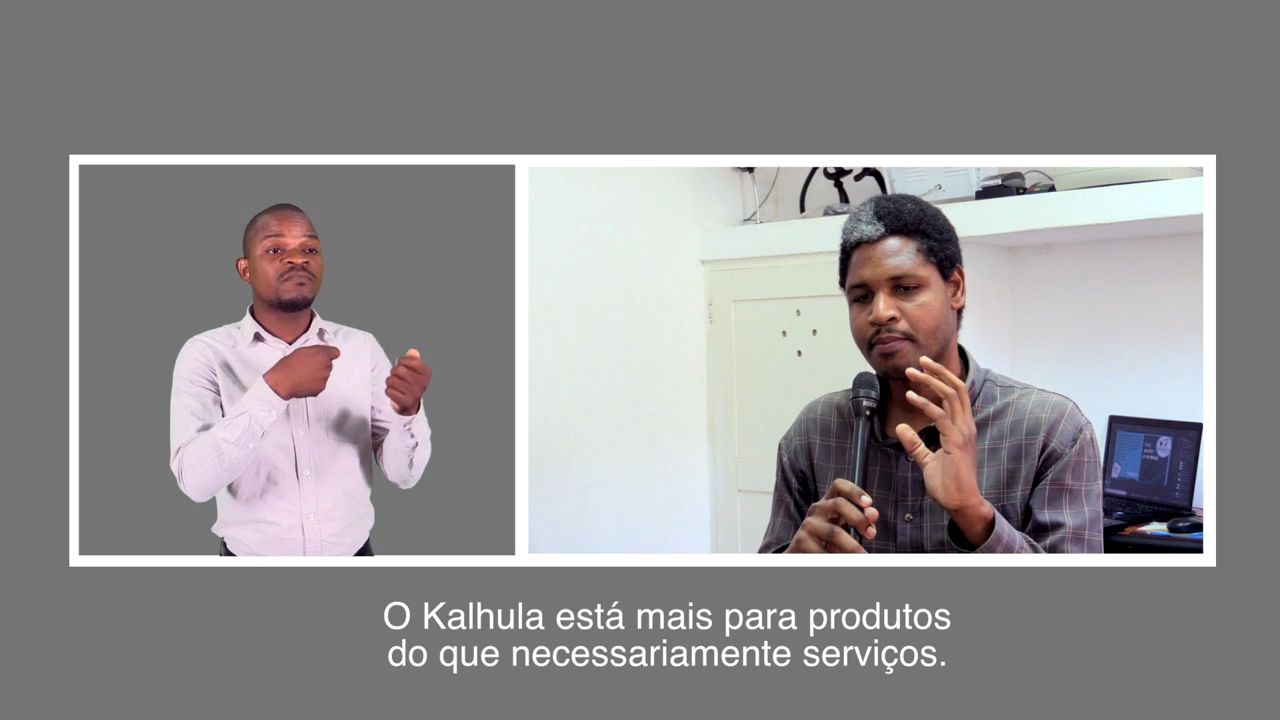 O Kalhula está mais para produtos
do que necessariamente serviços.